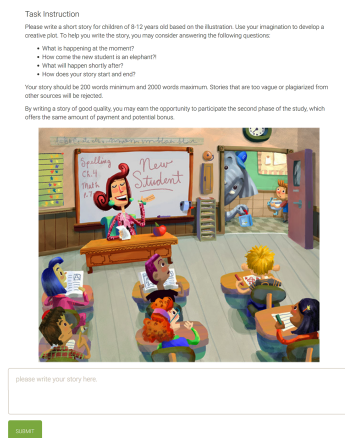 Task Instruction
Please write a short story for children of 8-12 years old based on the illustration. Use your imagination to develop a
creative plot. To help you write the story, you may consider answering the following questions:
• What is happening at the moment?
• How come the new student is an elephant?!
• What will happen shortly after?
• How does your story start and end?
Your story should be 200 words minimum and 2000 words maximum. Stories that are too vague or plagiarized from
other sources will be rejected.
By writing a story of good quality, you may earn the opportunity to participate the second phase of the study, which
offers the same amount of payment and potential bonus.
Spelling
Ch. 4
Math
New
Student
please write your story here.
SUBMIT